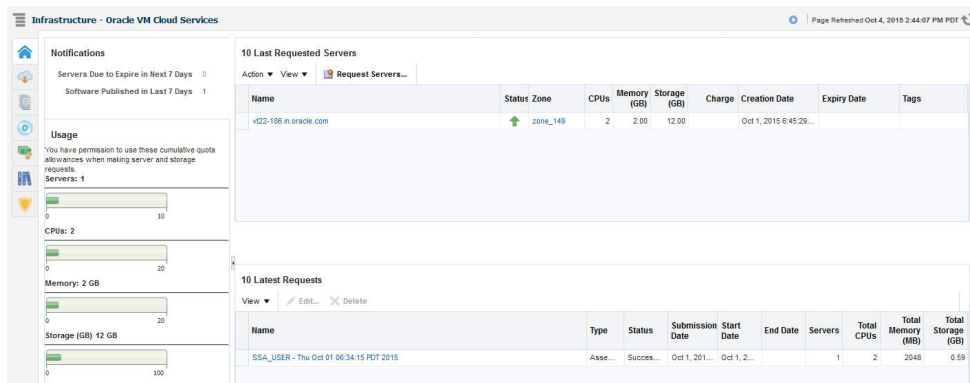 Infrastructure - Oracle VM Cloud Services
Page Refreshed Oct 4, 2015 2:44:07 PM PDT
Notifications
Servers Due to Expire in Next 7 Days 0
Software Published in Last 7 Days 1
Usage
You have permission to use these cumulative quota
allowances when making server and storage
requests.
Servers: 1
0 10
CPUs: 2
0 20
Memory: 2 GB
0 20
Storage (GB) 12 GB
0 100
10 Last Requested Servers
Action View Request Servers...
Name Status Zone CPUs Memory (GB) Storage (GB) Charge Creation Date Expiry Date Tags
vt22-186.in.oracle.com zone_149 2 2.00 12.00 Oct 1, 2015 6:45:29...
10 Latest Requests
View Edit... Delete
Name Type Status Submission Date Start Date End Date Servers Total CPUs Total Memory (MB) Total Storage (GB)
SSA_USER - Thu Oct 01 06:34:15 PDT 2015 Asse... Succes... Oct 1, 201... Oct 1, 2... 1 2 2048 0.59